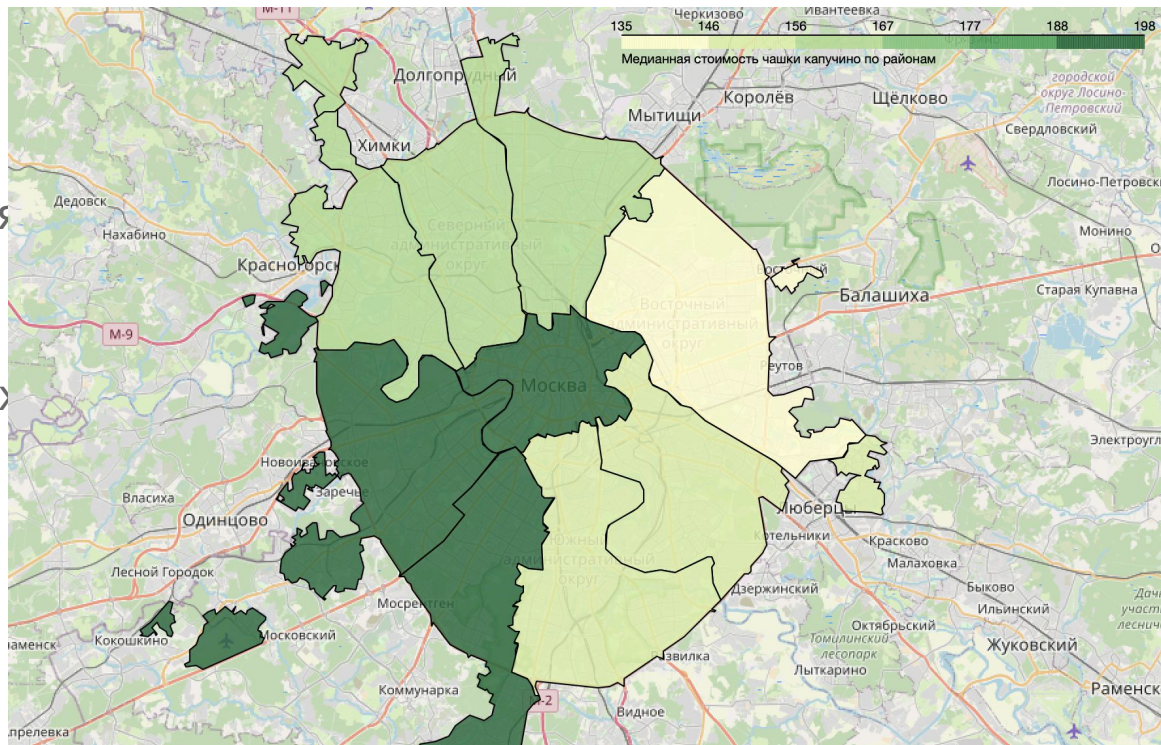 М-11
Черкизово
Ивантеевка
135 146 156 167 177 188 198
Медианная стоимость чашки капучино по районам
Долгопрудный
городской
округ Лосино-
Петровский
Королёв
Щёлково
Мытищи
Свердловский
Химки
Лосино-Петровск
Дедовск
я
Нахабино
Северный
административный
округ
Монино
Красногорск
Балашиха
Старая Купавна
Восточный
административный
округ
М-9
Реутов
Москва
х
Электроугл
Новоивановское
Заречье
Власиха
Люберцы
Одинцово
Котельники
Красково
Южный
административный
округ
Малаховка
Лесной Городок
Быково
Дзержинский
Мосрентген
Ильинский
Октябрьский
Кокошкино
Московский
Томилинский
лесопарк
Жуковский
Развилка
Лыткарино
Коммунарка
Раменск
М-2
Видное